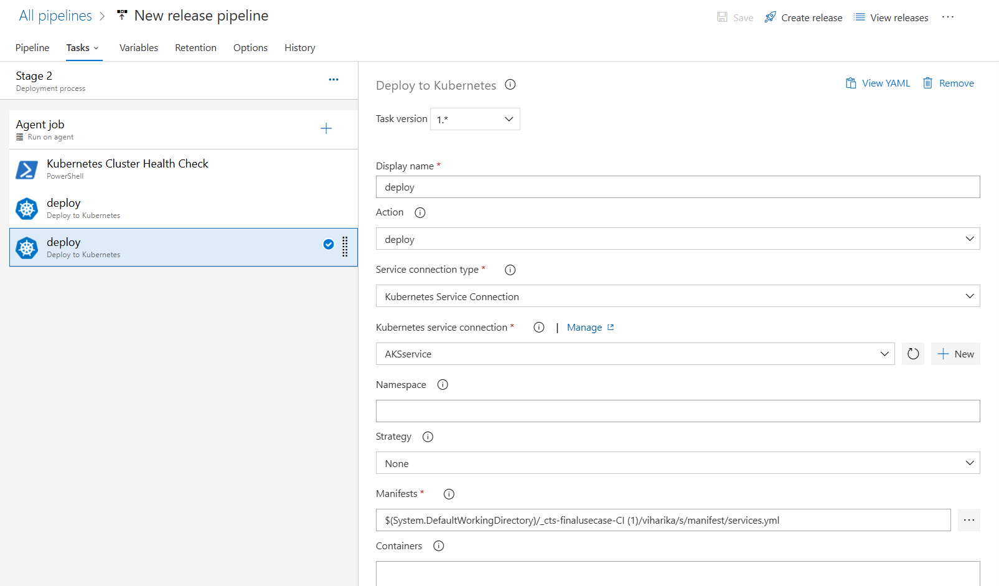 All pipelines > New release pipeline
Save Create release View releases ...
Pipeline Tasks Variables Retention Options History
Stage 2
Deployment process
...
Agent job
Run on agent
Kubernetes Cluster Health Check
PowerShell
deploy
Deploy to Kubernetes
deploy
Deploy to Kubernetes
Deploy to Kubernetes
View YAML Remove
Task version 1.*
Display name *
deploy
Action
deploy
Service connection type *
Kubernetes Service Connection
Kubernetes service connection * | Manage
AKSservice
New
Namespace
Strategy
None
Manifests *
$(System.DefaultWorkingDirectory)/_cts-finalusecase-CI (1)/viharika/s/manifest/services.yml
...
Containers